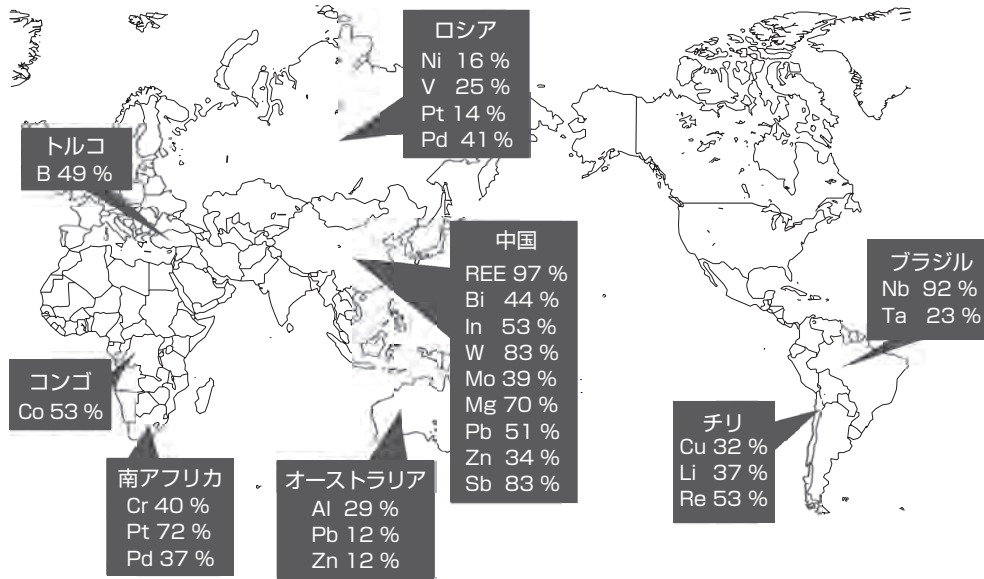 ロシア
Ni 16 %
V 25 %
Pt 14 %
Pd 41 %
トルコ
B 49 %
中国
REE 97 %
Bi 44 %
In 53 %
W 83 %
Mo 39 %
Mg 70 %
Pb 51 %
Zn 34 %
Sb 83 %
ブラジル
Nb 92 %
Ta 23 %
コンゴ
Co 53 %
チリ
Cu 32 %
Li 37 %
Re 53 %
南アフリカ
Cr 40 %
Pt 72 %
Pd 37 %
オーストラリア
Al 29 %
Pb 12 %
Zn 12 %